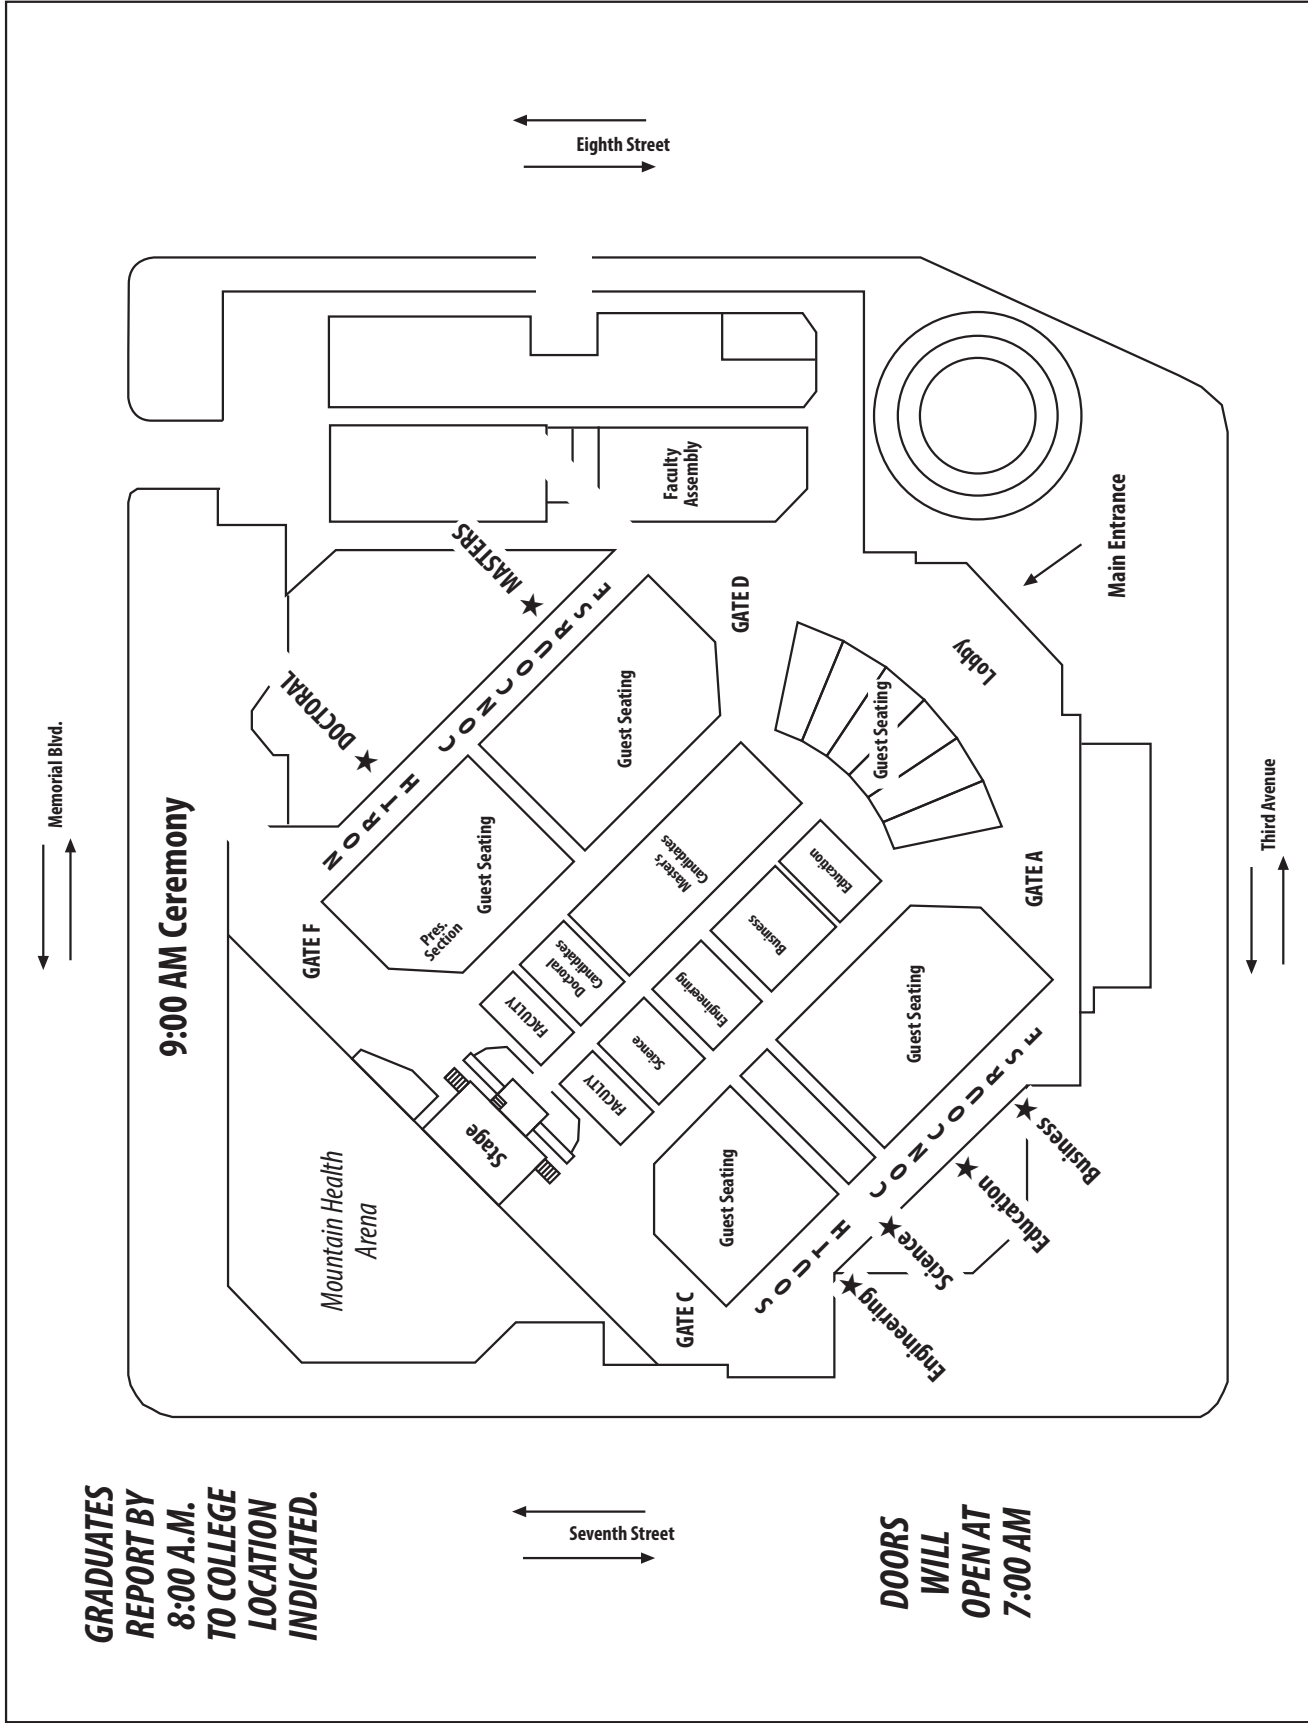 GRADUATES
REPORT BY
8:00 A.M.
TO COLLEGE
LOCATION
INDICATED.
9:00 AM Ceremony
Memorial Blvd.
Seventh Street
Eighth Street
Third Avenue
DOORS
WILL
OPEN AT
7:00 AM
Mountain Health
Arena
GATE F
DOCTORAL
MASTERS
NORTH CONCOURSE
Pres.
Section
Guest Seating
Guest Seating
Faculty
Assembly
GATE D
Stage
FACULTY
Doctoral
Candidates
Master's
Candidates
FACULTY
Science
Engineering
Business
Education
Guest Seating
Lobby
Main Entrance
GATE C
Guest Seating
Guest Seating
GATE A
SOUTH CONCOURSE
Engineering
Science
Education
Business